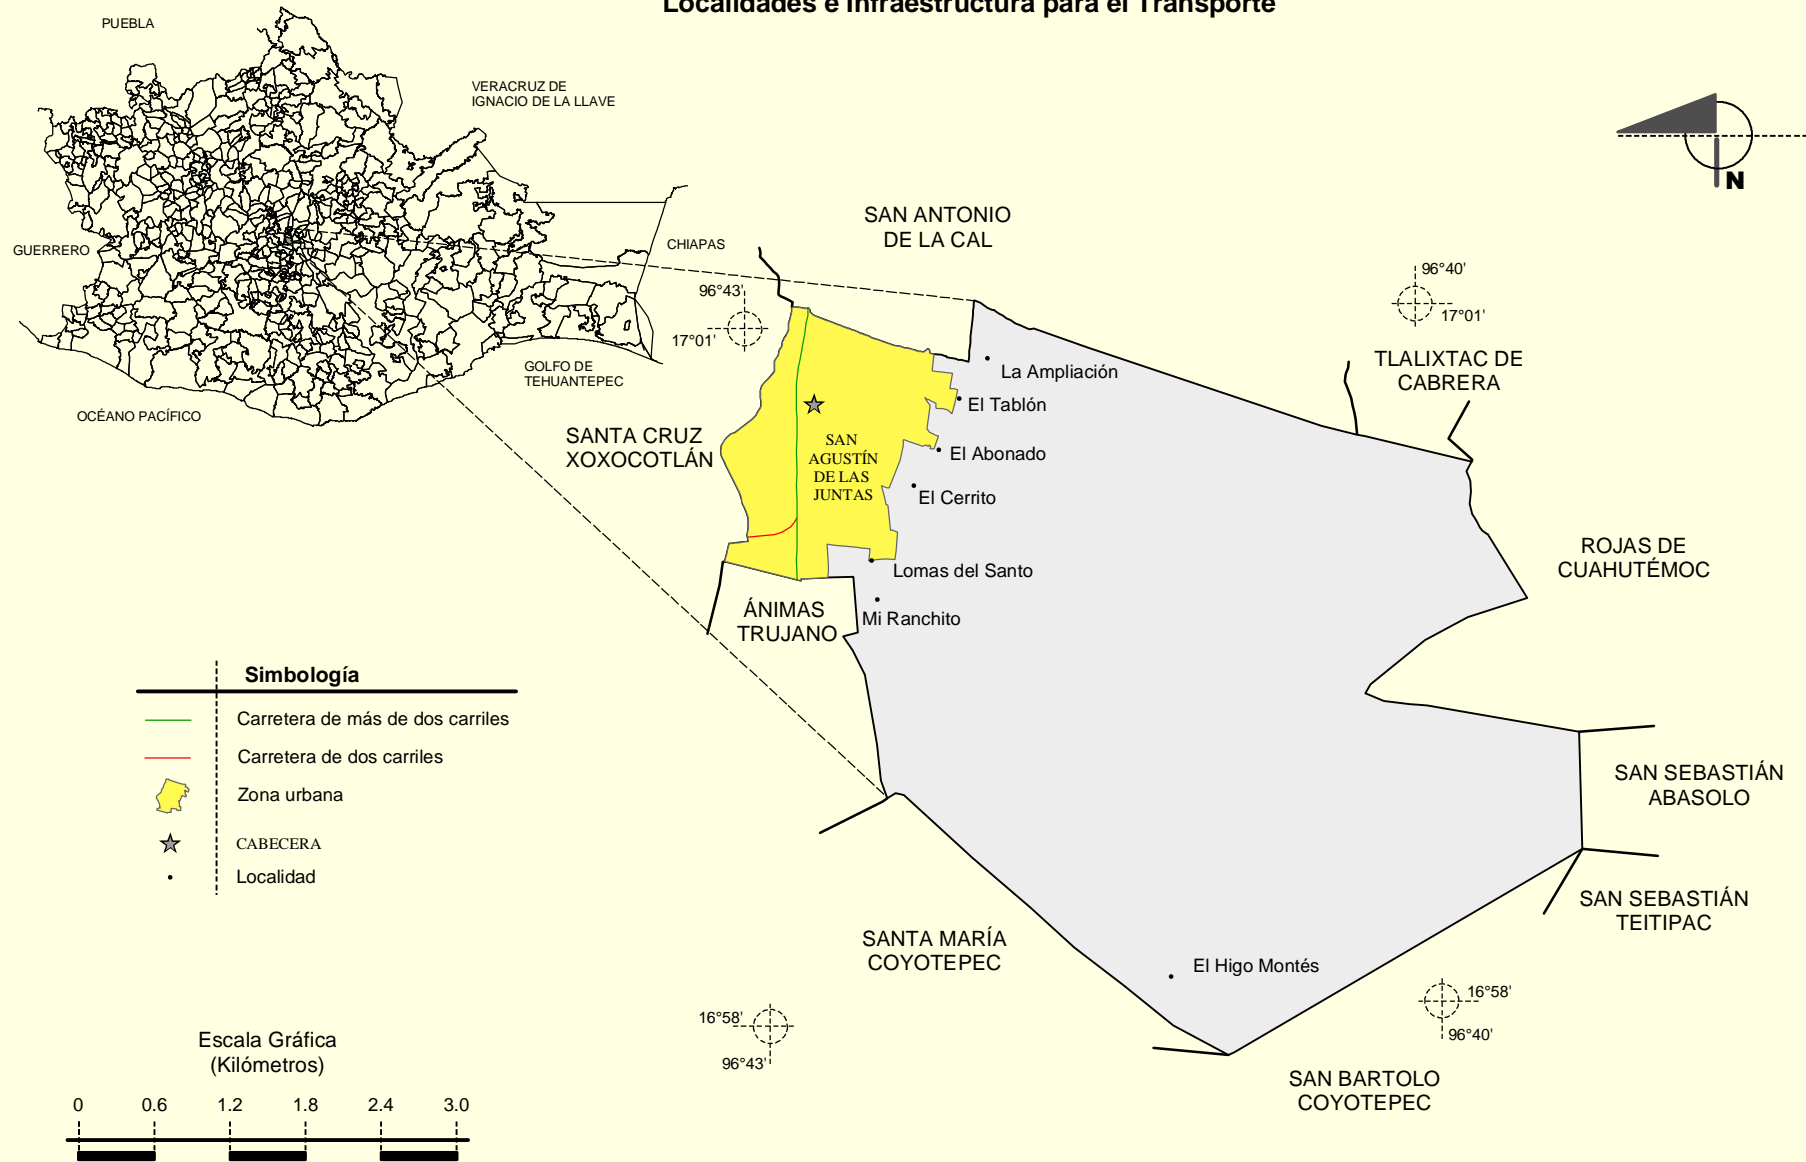 Localidades e Infraestructura para el Transporte
PUEBLA
VERACRUZ DE
IGNACIO DE LA LLAVE
GUERRERO
CHIAPAS
GOLFO DE
TEHUANTEPEC
OCÉANO PACÍFICO
N
SAN ANTONIO
DE LA CAL
96°43'
17°01'
96°40'
17°01'
TLALIXTAC DE
CABRERA
La Ampliación
El Tablón
SANTA CRUZ
XOXOCOTLÁN
SAN
AGUSTÍN
DE LAS
JUNTAS
El Abonado
El Cerrito
ROJAS DE
CUAHUTÉMOC
Lomas del Santo
ÁNIMAS
TRUJANO
Mi Ranchito
Simbología
Carretera de más de dos carriles
Carretera de dos carriles
Zona urbana
CABECERA
Localidad
SAN SEBASTIÁN
ABASOLO
SAN SEBASTIÁN
TEITIPAC
SANTA MARÍA
COYOTEPEC
El Higo Montés
16°58'
96°43'
16°58'
96°40'
SAN BARTOLO
COYOTEPEC
Escala Gráfica
(Kilómetros)
0 0.6 1.2 1.8 2.4 3.0